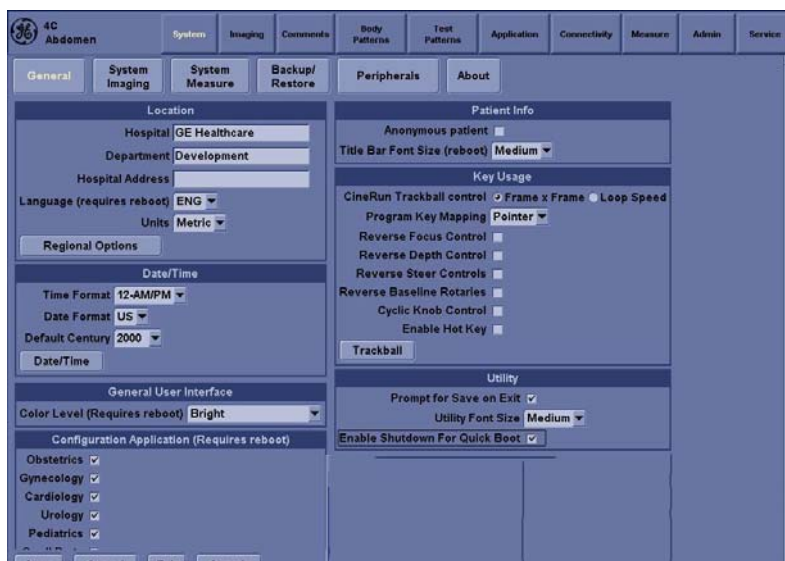 4C
Abdomen
System
Imaging
Comments
Body Patterns
Test Patterns
Application
Connectivity
Measure
Admin
Service
General
System Imaging
System Measure
Backup/ Restore
Peripherals
About
Location
Hospital GE Healthcare
Department Development
Hospital Address
Language (requires reboot) ENG
Units Metric
Regional Options
Date/Time
Time Format 12-AM/PM
Date Format US
Default Century 2000
Date/Time
General User Interface
Color Level (Requires reboot) Bright
Configuration Application (Requires reboot)
Obstetrics
Gynecology
Cardiology
Urology
Pediatrics
Patient Info
Anonymous patient
Title Bar Font Size (reboot) Medium
Key Usage
CineRun Trackball control Frame x Frame Loop Speed
Program Key Mapping Pointer
Reverse Focus Control
Reverse Depth Control
Reverse Steer Controls
Reverse Baseline Rotaries
Cyclic Knob Control
Enable Hot Key
Trackball
Utility
Prompt for Save on Exit
Utility Font Size Medium
Enable Shutdown For Quick Boot